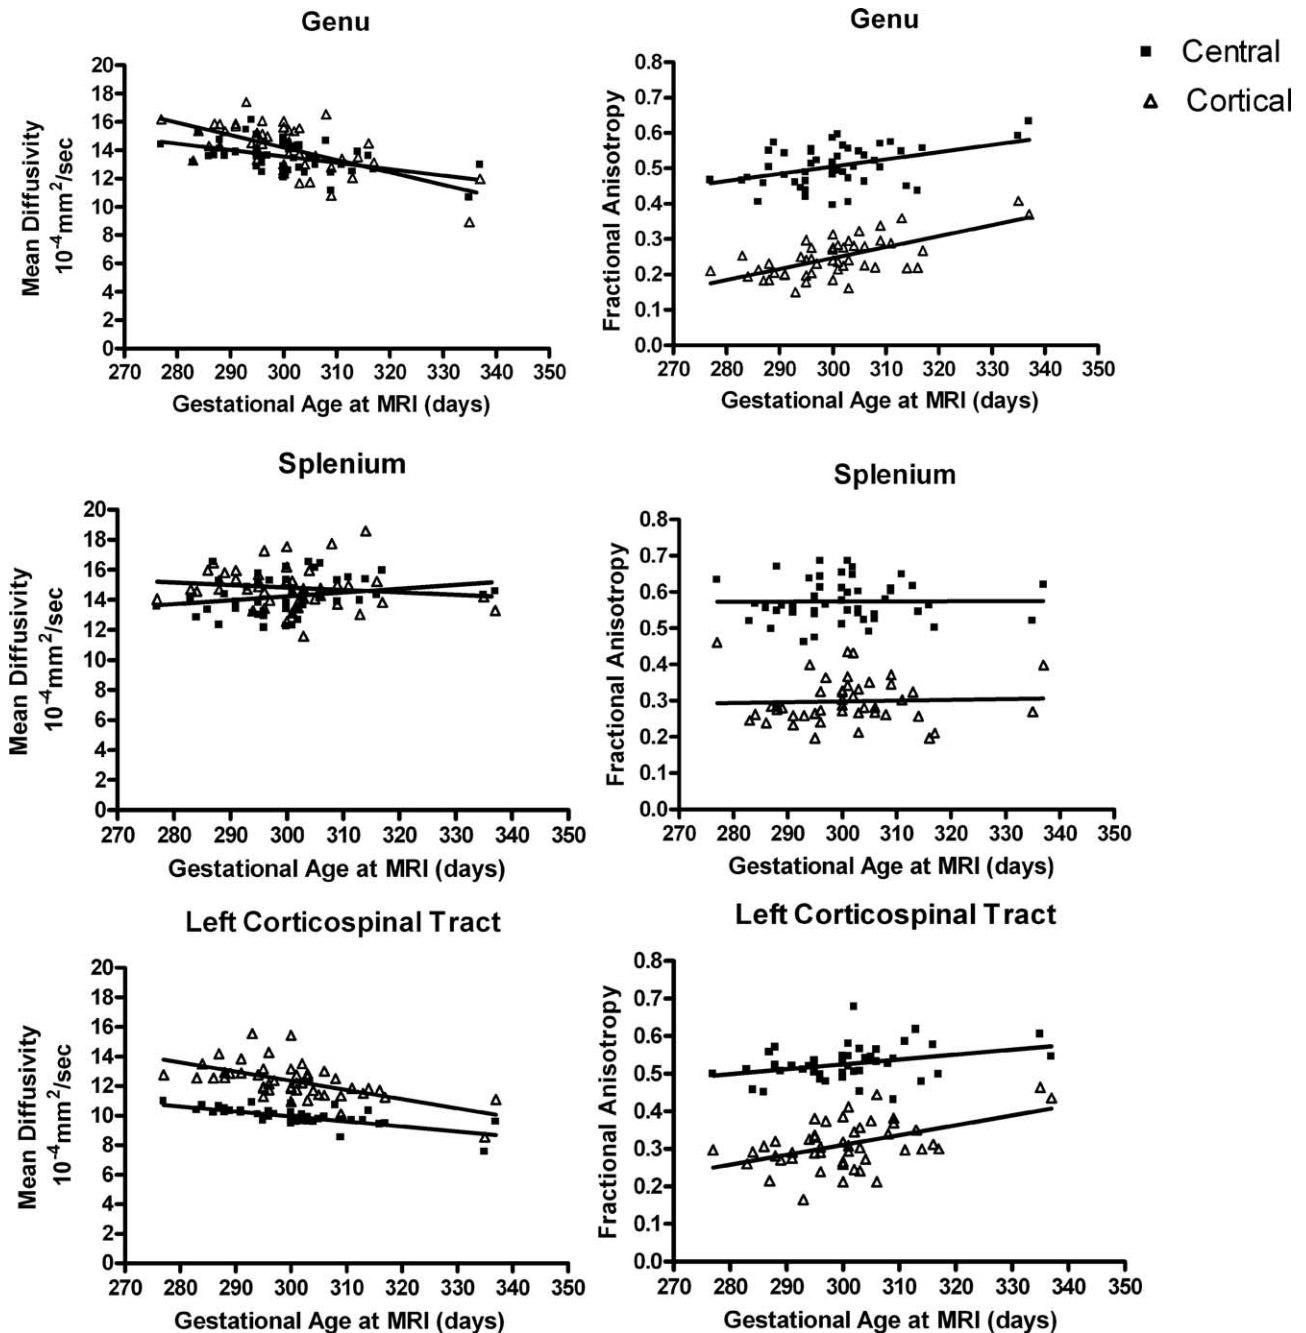 Genu
20
18
16
14
12
10
8
6
4
2
0
270 280 290 300 310 320 330 340 350
Mean Diffusivity
10-4mm2/sec
Gestational Age at MRI (days)
Genu
0.8
0.7
0.6
0.5
0.4
0.3
0.2
0.1
0.0
270 280 290 300 310 320 330 340 350
Fractional Anisotropy
Gestational Age at MRI (days)
Central
Cortical
Splenium
20
18
16
14
12
10
8
6
4
2
0
270 280 290 300 310 320 330 340 350
Mean Diffusivity
10-4mm2/sec
Gestational Age at MRI (days)
Splenium
0.8
0.7
0.6
0.5
0.4
0.3
0.2
0.1
0.0
270 280 290 300 310 320 330 340 350
Fractional Anisotropy
Gestational Age at MRI (days)
Left Corticospinal Tract
20
18
16
14
12
10
8
6
4
2
0
270 280 290 300 310 320 330 340 350
Mean Diffusivity
10-4mm2/sec
Gestational Age at MRI (days)
Left Corticospinal Tract
0.8
0.7
0.6
0.5
0.4
0.3
0.2
0.1
0.0
270 280 290 300 310 320 330 340 350
Fractional Anisotropy
Gestational Age at MRI (days)